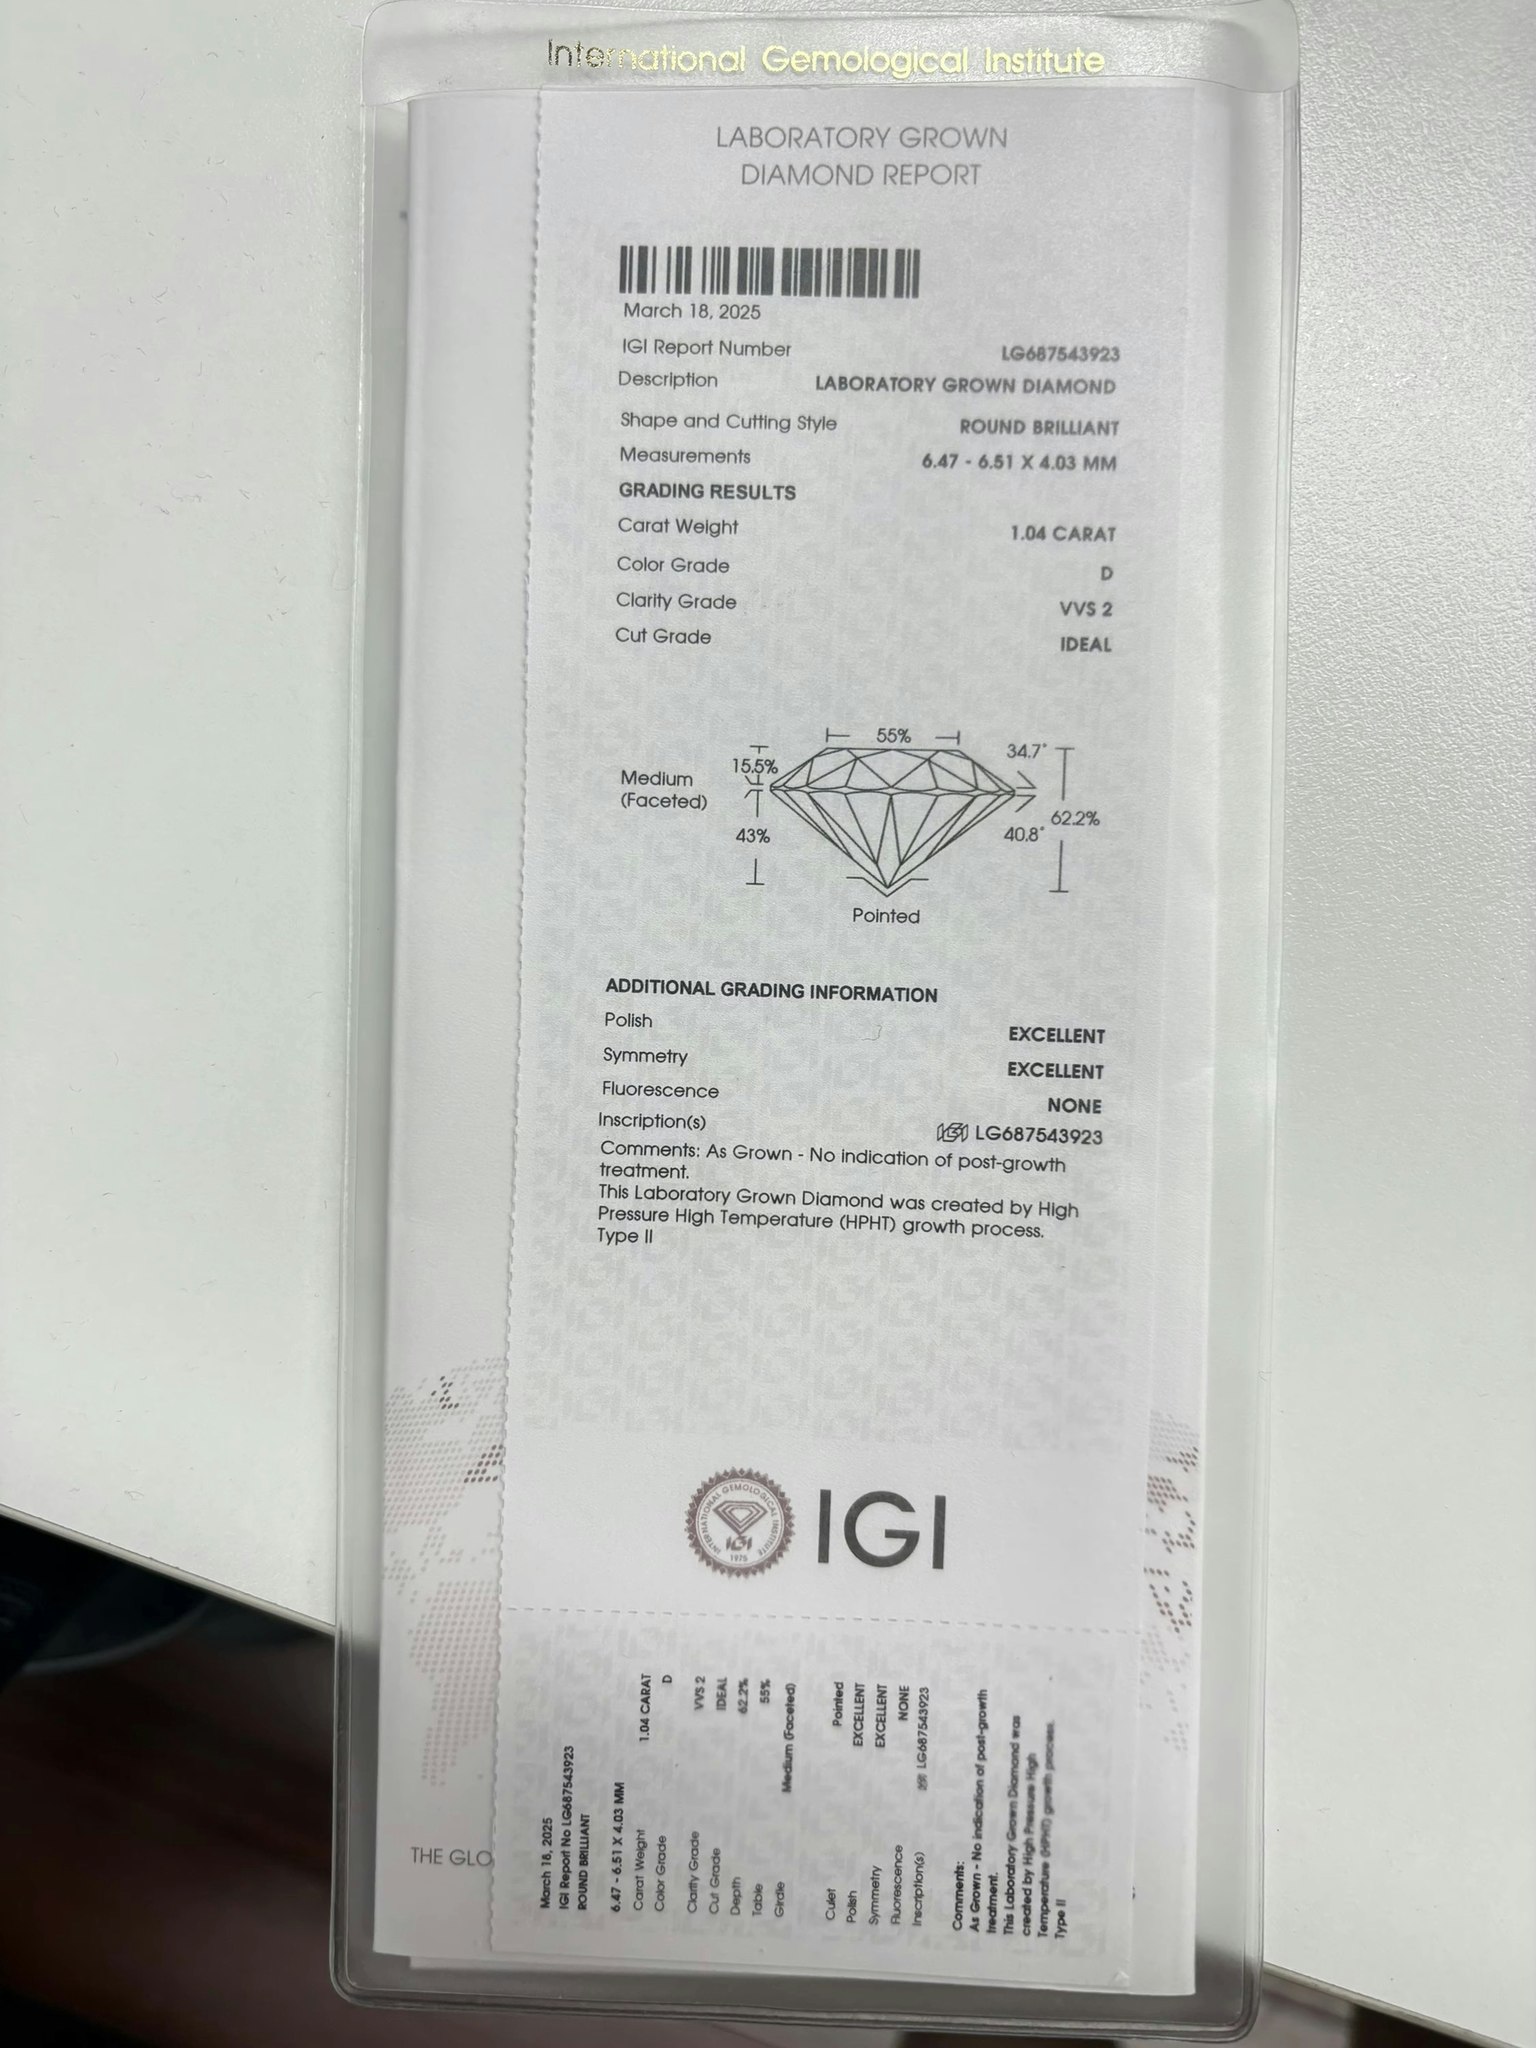 International Gemological Institute
LABORATORY GROWN
DIAMOND REPORT
March 18, 2025
IGI Report Number LG687543923
Description LABORATORY GROWN DIAMOND
Shape and Cutting Style ROUND BRILLIANT
Measurements 6.47 - 6.51 X 4.03 MM
GRADING RESULTS
Carat Weight 1.04 CARAT
Color Grade D
Clarity Grade VVS 2
Cut Grade IDEAL
55%
34.7°
15.5%
Medium
(Faceted)
62.2%
43%
40.8°
Pointed
ADDITIONAL GRADING INFORMATION
Polish EXCELLENT
Symmetry EXCELLENT
Fluorescence NONE
Inscription(s) IGI LG687543923
Comments: As Grown - No indication of post-growth
treatment.
This Laboratory Grown Diamond was created by High
Pressure High Temperature (HPHT) growth process.
Type II
INTERNATIONAL GEMOLOGICAL INSTITUTE
IGI
1975
IGI
THE GLO
March 18, 2025
IGI Report No LG687543923
ROUND BRILLIANT
6.47 - 6.51 X 4.03 MM
Carat Weight 1.04 CARAT
Color Grade D
Clarity Grade VVS 2
Cut Grade IDEAL
Depth 62.2%
Table 55%
Girdle Medium (Faceted)
Culet Pointed
Polish EXCELLENT
Symmetry EXCELLENT
Fluorescence NONE
Inscription(s) IGI LG687543923
Comments:
As Grown - No indication of post-growth
treatment.
This Laboratory Grown Diamond was
created by High Pressure High
Temperature (HPHT) growth process.
Type II